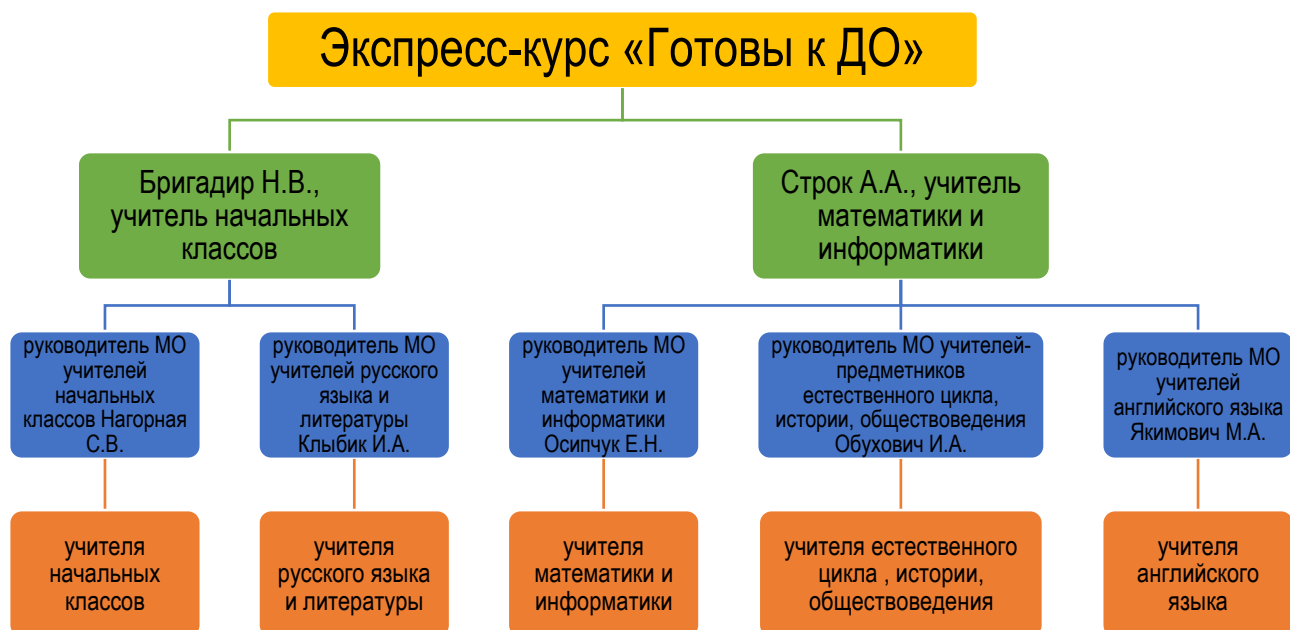 Экспресс-курс «Готовы к ДО»
Бригадир Н.В.,
учитель начальных
классов
Строк А.А., учитель
математики и
информатики
руководитель МО
учителей
начальных
классов Нагорная
С.В.
руководитель МО
учителей русского
языка и
литературы
Клыбик И.А.
руководитель МО
учителей
математики и
информатики
Осипчук Е.Н.
руководитель МО учителей-
предметников
естественного цикла,
истории, обществоведения
Обухович И.А.
руководитель МО
учителей
английского языка
Якимович М.А.
учителя
начальных
классов
учителя
русского языка
и литературы
учителя
математики и
информатики
учителя естественного
цикла , истории,
обществоведения
учителя
английского
языка